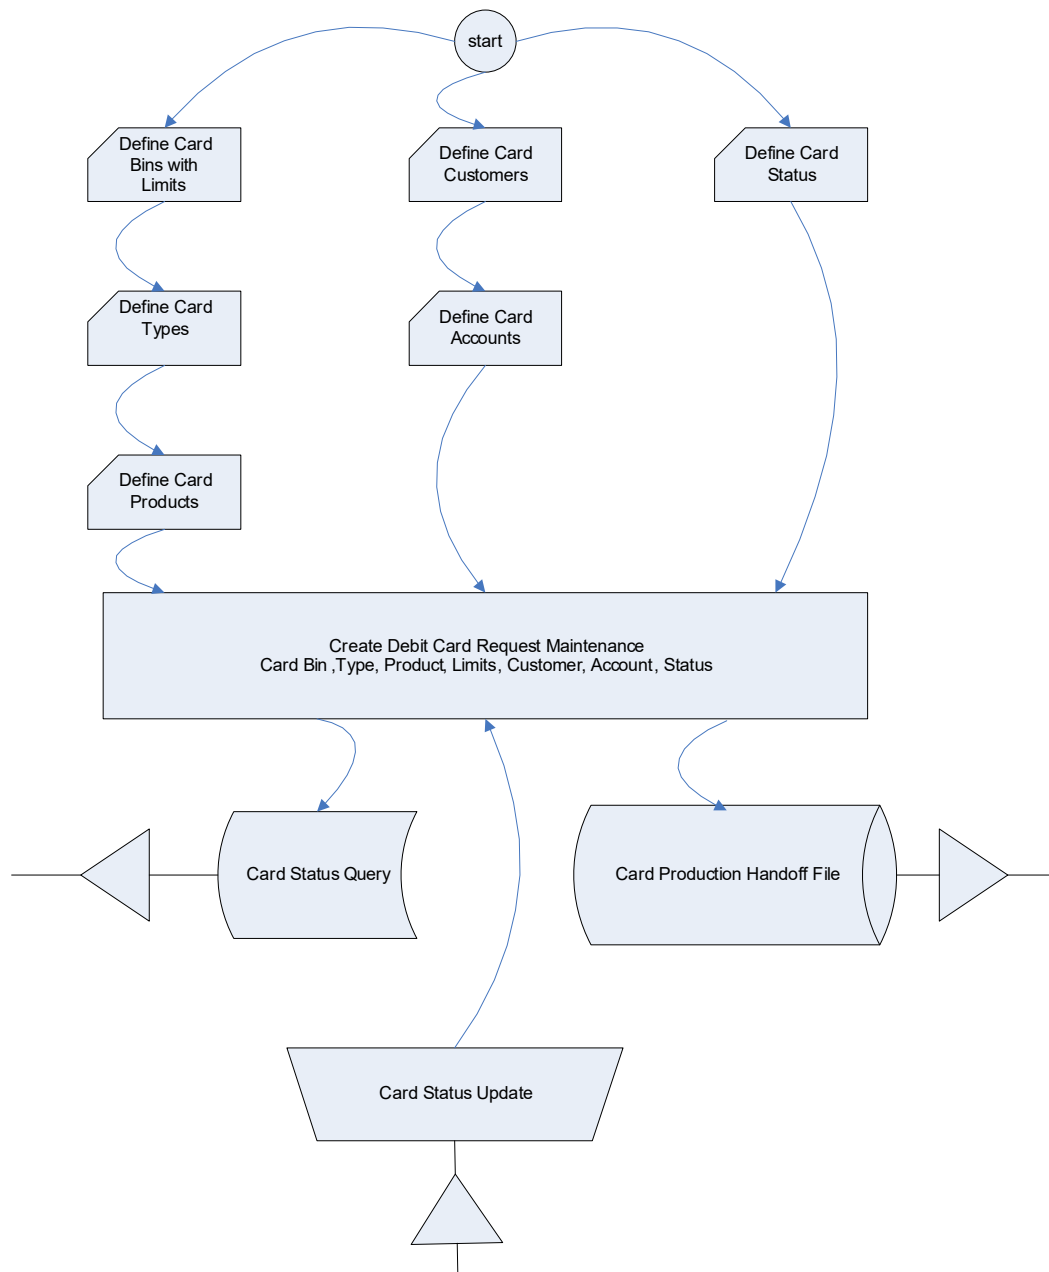 start
Define Card
Bins with
Limits
Define Card
Customers
Define Card
Status
Define Card
Types
Define Card
Accounts
Define Card
Products
Create Debit Card Request Maintenance
Card Bin ,Type, Product, Limits, Customer, Account, Status
Card Status Query
Card Production Handoff File
Card Status Update